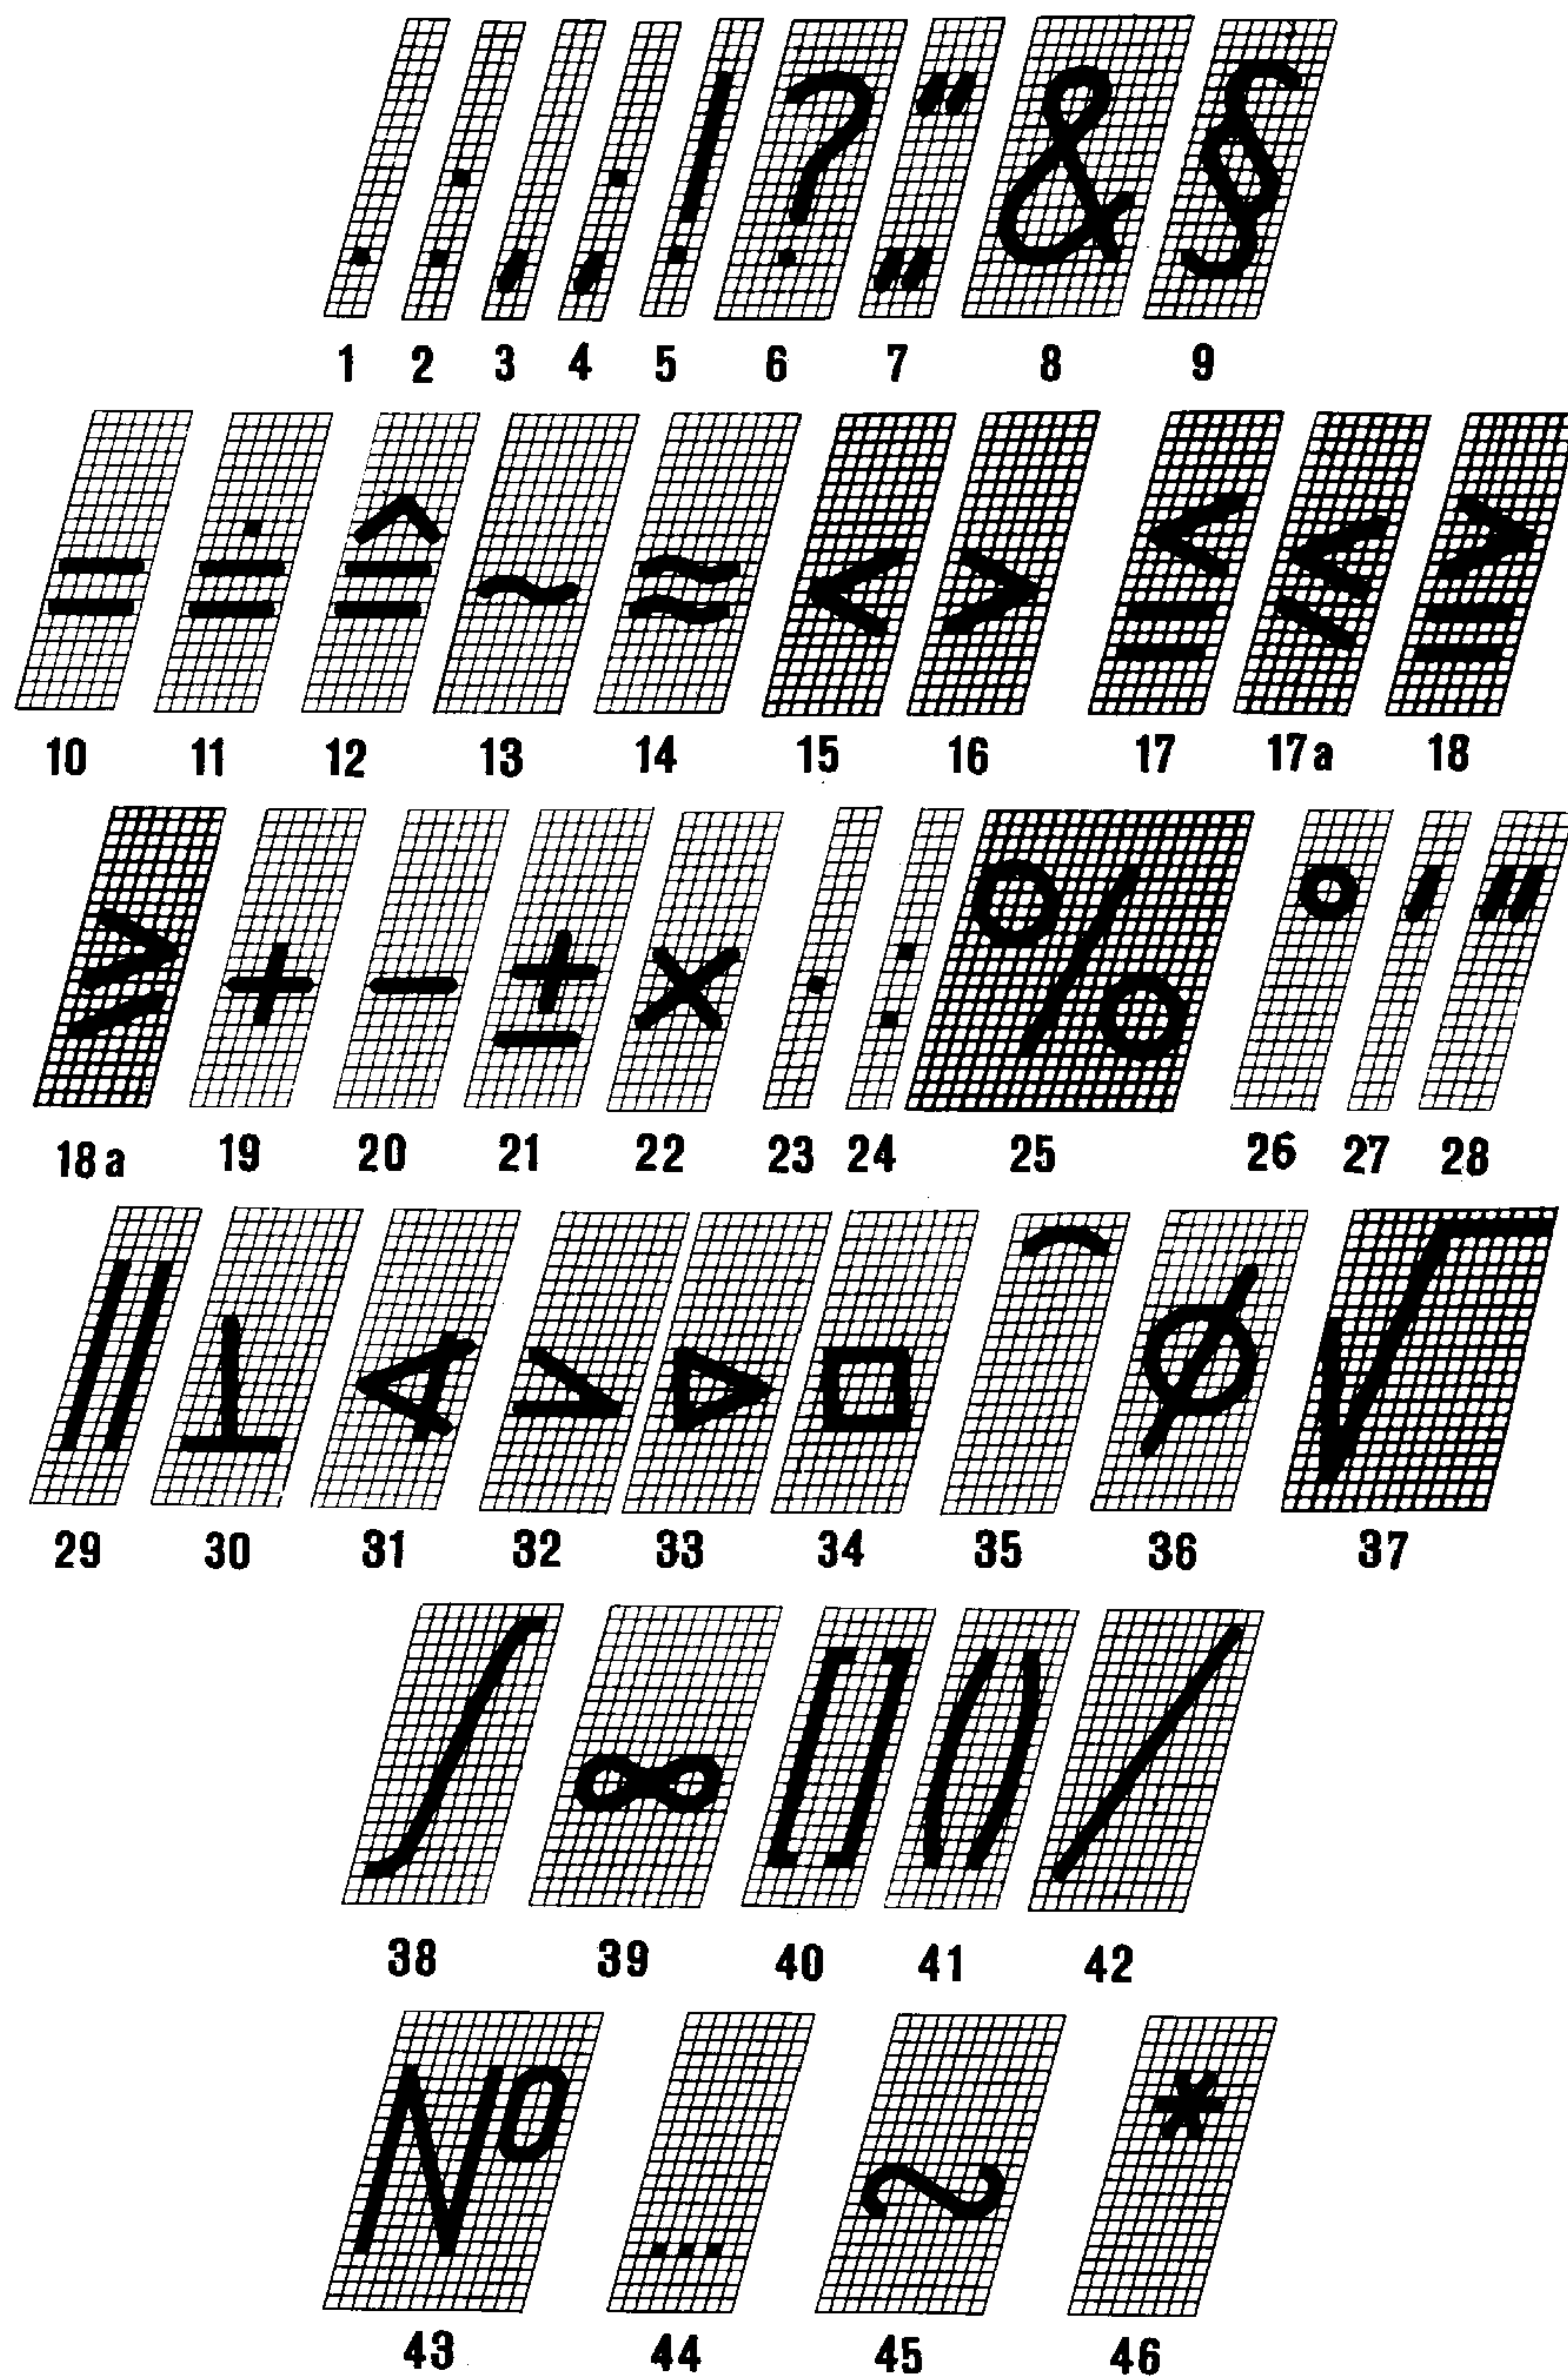 . : , ; ! ? " „ & §
1 2 3 4 5 6 7 8 9
= ≐ ≙ ~ ≈ < > ≦ ⩽ ≧
10 11 12 13 14 15 16 17 17a 18
⩾ + − ± × · : % ° ′ ″
18a 19 20 21 22 23 24 25 26 27 28
∥ ⊥ ∢ > ▷ □ ⌒ ⌀ √
29 30 31 32 33 34 35 36 37
∫ ∞ [ ] ( ) /
38 39 40 41 42
Nº ... ∾ *
43 44 45 46